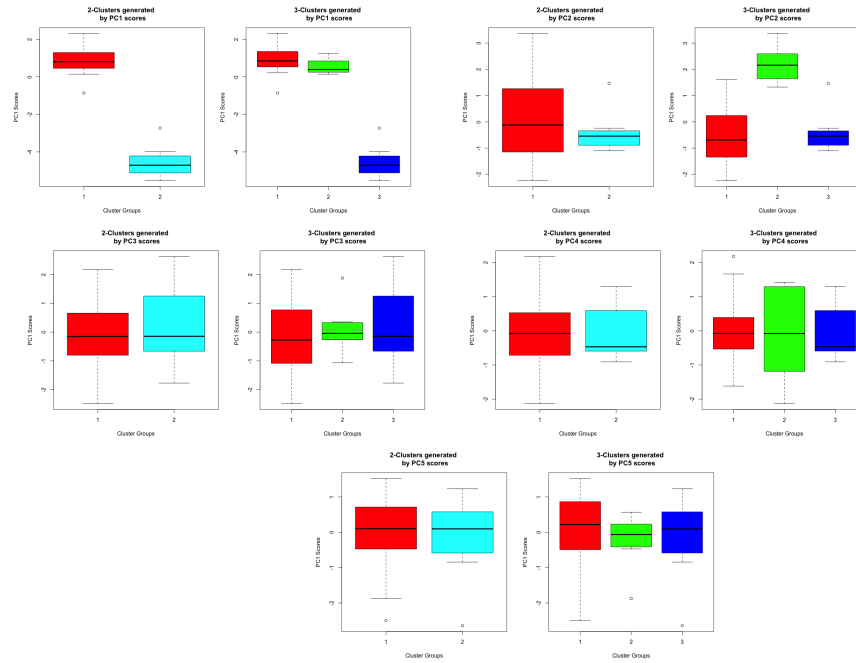 2-Clusters generated
by PC1 scores
3-Clusters generated
by PC1 scores
2-Clusters generated
by PC2 scores
3-Clusters generated
by PC2 scores
PC1 Scores
2
0
-2
-4
1
2
Cluster Groups
PC1 Scores
2
0
-2
-4
1
2
3
Cluster Groups
PC1 Scores
3
2
1
0
-1
-2
1
2
Cluster Groups
PC1 Scores
3
2
1
0
-1
-2
1
2
3
Cluster Groups
2-Clusters generated
by PC3 scores
3-Clusters generated
by PC3 scores
2-Clusters generated
by PC4 scores
3-Clusters generated
by PC4 scores
PC1 Scores
2
1
0
-1
-2
1
2
Cluster Groups
PC1 Scores
2
1
0
-1
-2
1
2
3
Cluster Groups
PC1 Scores
2
1
0
-1
-2
1
2
Cluster Groups
PC1 Scores
2
1
0
-1
-2
1
2
3
Cluster Groups
2-Clusters generated
by PC5 scores
3-Clusters generated
by PC5 scores
PC1 Scores
1
0
-1
-2
1
2
Cluster Groups
PC1 Scores
1
0
-1
-2
1
2
3
Cluster Groups